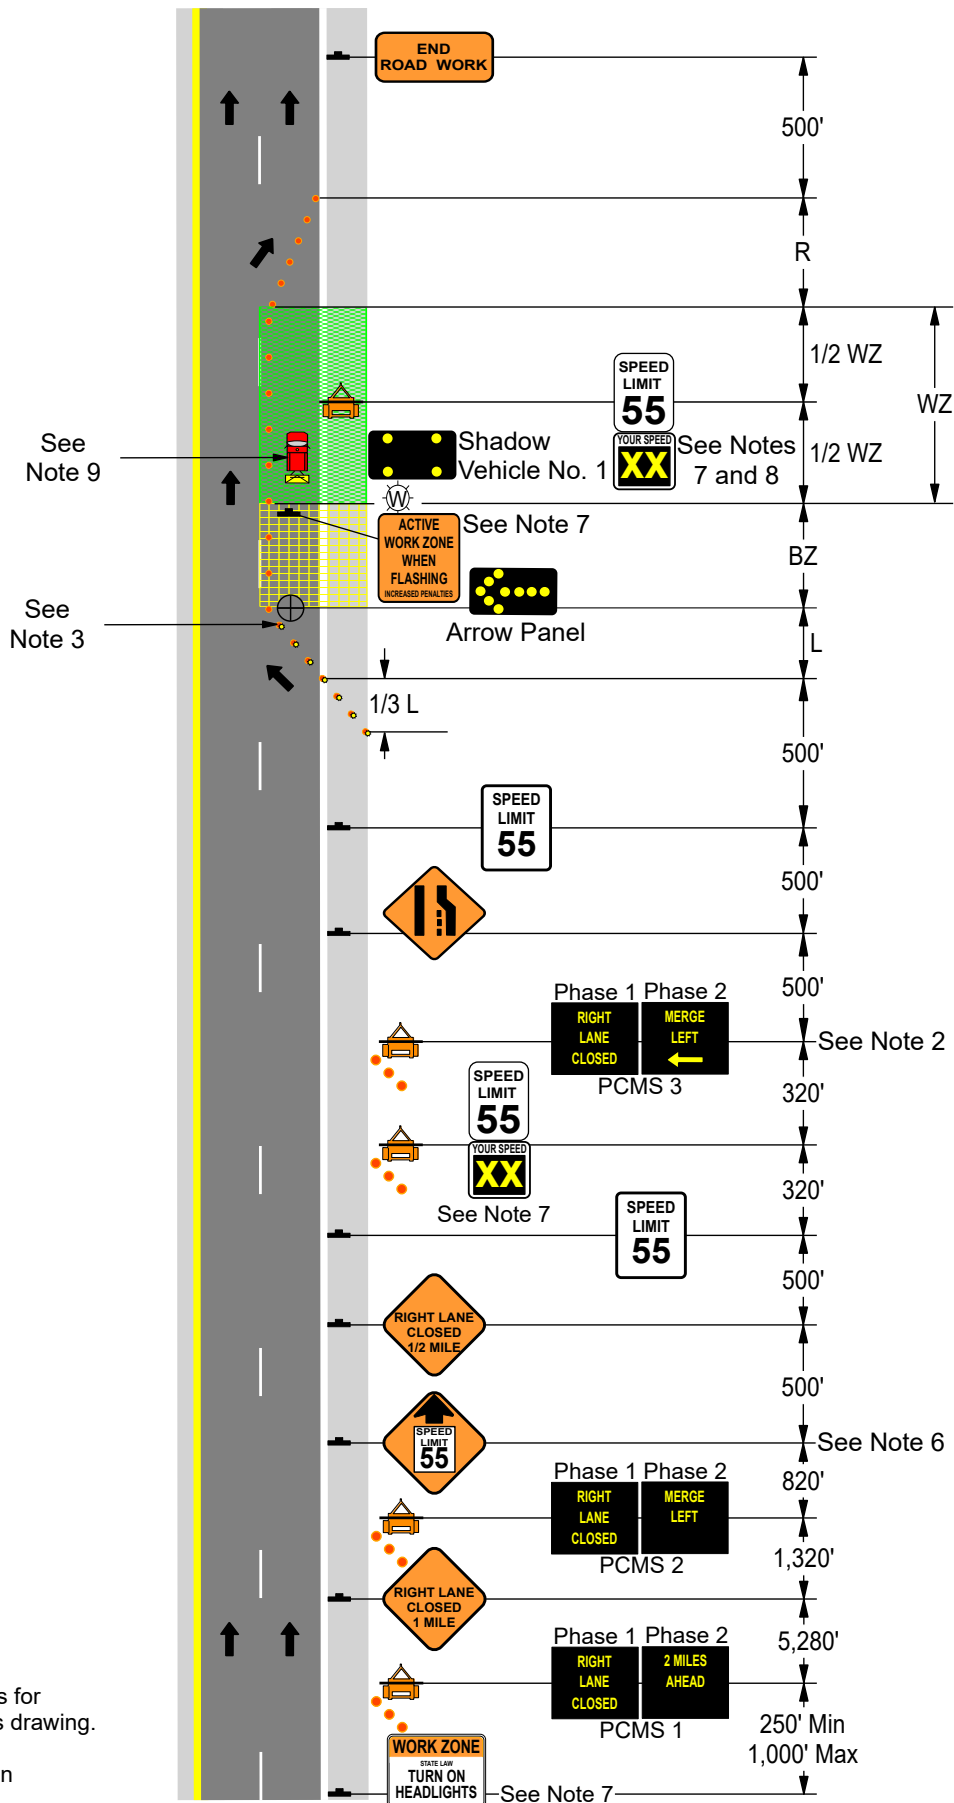 END
ROAD WORK
500'
R
1/2 WZ
WZ
SPEED
LIMIT
55
YOUR SPEED
XX
See Notes
7 and 8
1/2 WZ
See
Note 9
Shadow
Vehicle No. 1
W
ACTIVE
WORK ZONE
WHEN
FLASHING
INCREASED PENALTIES
See Note 7
BZ
See
Note 3
Arrow Panel
L
1/3 L
500'
SPEED
LIMIT
55
500'
500'
Phase 1 Phase 2
RIGHT
LANE
CLOSED
MERGE
LEFT
PCMS 3
See Note 2
320'
SPEED
LIMIT
55
YOUR SPEED
XX
See Note 7
320'
SPEED
LIMIT
55
500'
RIGHT LANE
CLOSED
1/2 MILE
500'
SPEED
LIMIT
55
See Note 6
820'
Phase 1 Phase 2
RIGHT
LANE
CLOSED
MERGE
LEFT
PCMS 2
1,320'
RIGHT LANE
CLOSED
1 MILE
5,280'
Phase 1 Phase 2
RIGHT
LANE
CLOSED
2 MILES
AHEAD
PCMS 1
250' Min
1,000' Max
s for
s drawing.
n
WORK ZONE
STATE LAW
TURN ON
HEADLIGHTS
See Note 7